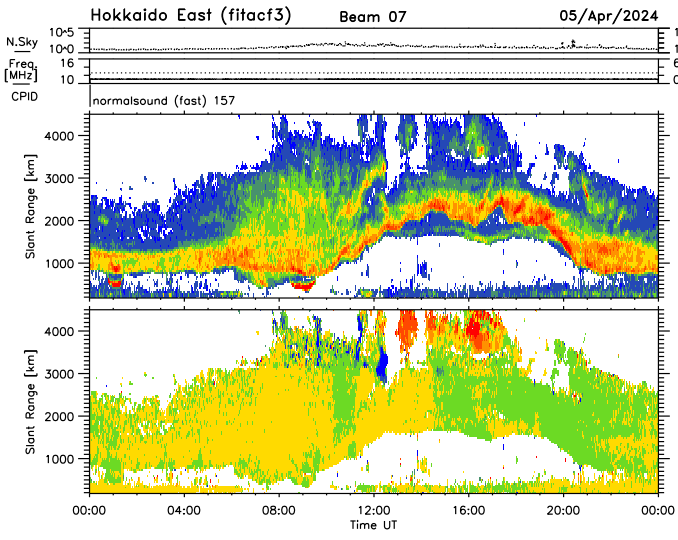 Hokkaido East (fitacf3) Beam 07 05/Apr/2024
N.Sky 10^5 10^0 1 1
Freq. [MHz] 16 10 6 0
CPID normalsound (fast) 157
Slant Range [km] 4000 3000 2000 1000
Slant Range [km] 4000 3000 2000 1000
00:00 04:00 08:00 12:00 16:00 20:00 00:00
Time UT